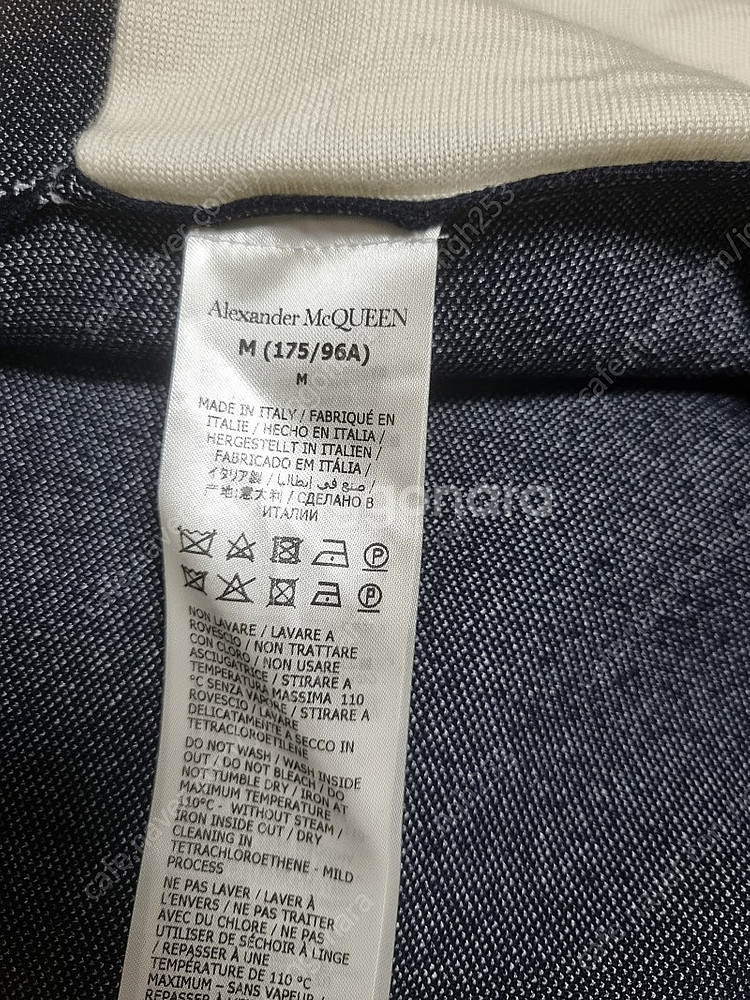 Alexander McQUEEN
M (175/96A)
M
MADE IN ITALY / FABRIQUÉ EN
ITALIE / HECHO EN ITALIA /
HERGESTELLT IN ITALIEN /
FABRICADO EM ITÁLIA /
イタリア製 / صنع في إيطاليا /
产地:意大利 / СДЕЛАНО В
ИТАЛИИ
NON LAVARE / LAVARE A
ROVESCIO / NON TRATTARE
CON CLORO / NON USARE
ASCIUGATRICE / STIRARE A
TEMPERATURA MASSIMA 110
°C SENZA VAPORE / STIRARE A
ROVESCIO / LAVARE
DELICATAMENTE A SECCO IN
TETRACLOROETILENE
DO NOT WASH / WASH INSIDE
OUT / DO NOT BLEACH / DO
NOT TUMBLE DRY / IRON AT
MAXIMUM TEMPERATURE
110°C - WITHOUT STEAM /
IRON INSIDE OUT / DRY
CLEANING IN
TETRACHLOROETHENE - MILD
PROCESS
NE PAS LAVER / LAVER À
L'ENVERS / NE PAS TRAITER
AVEC DU CHLORE / NE PAS
UTILISER DE SÉCHOIR À LINGE
/ REPASSER À UNE
TEMPÉRATURE DE 110 °C
MAXIMUM - SANS VAPEUR /
REPASSER À L'ENVERS